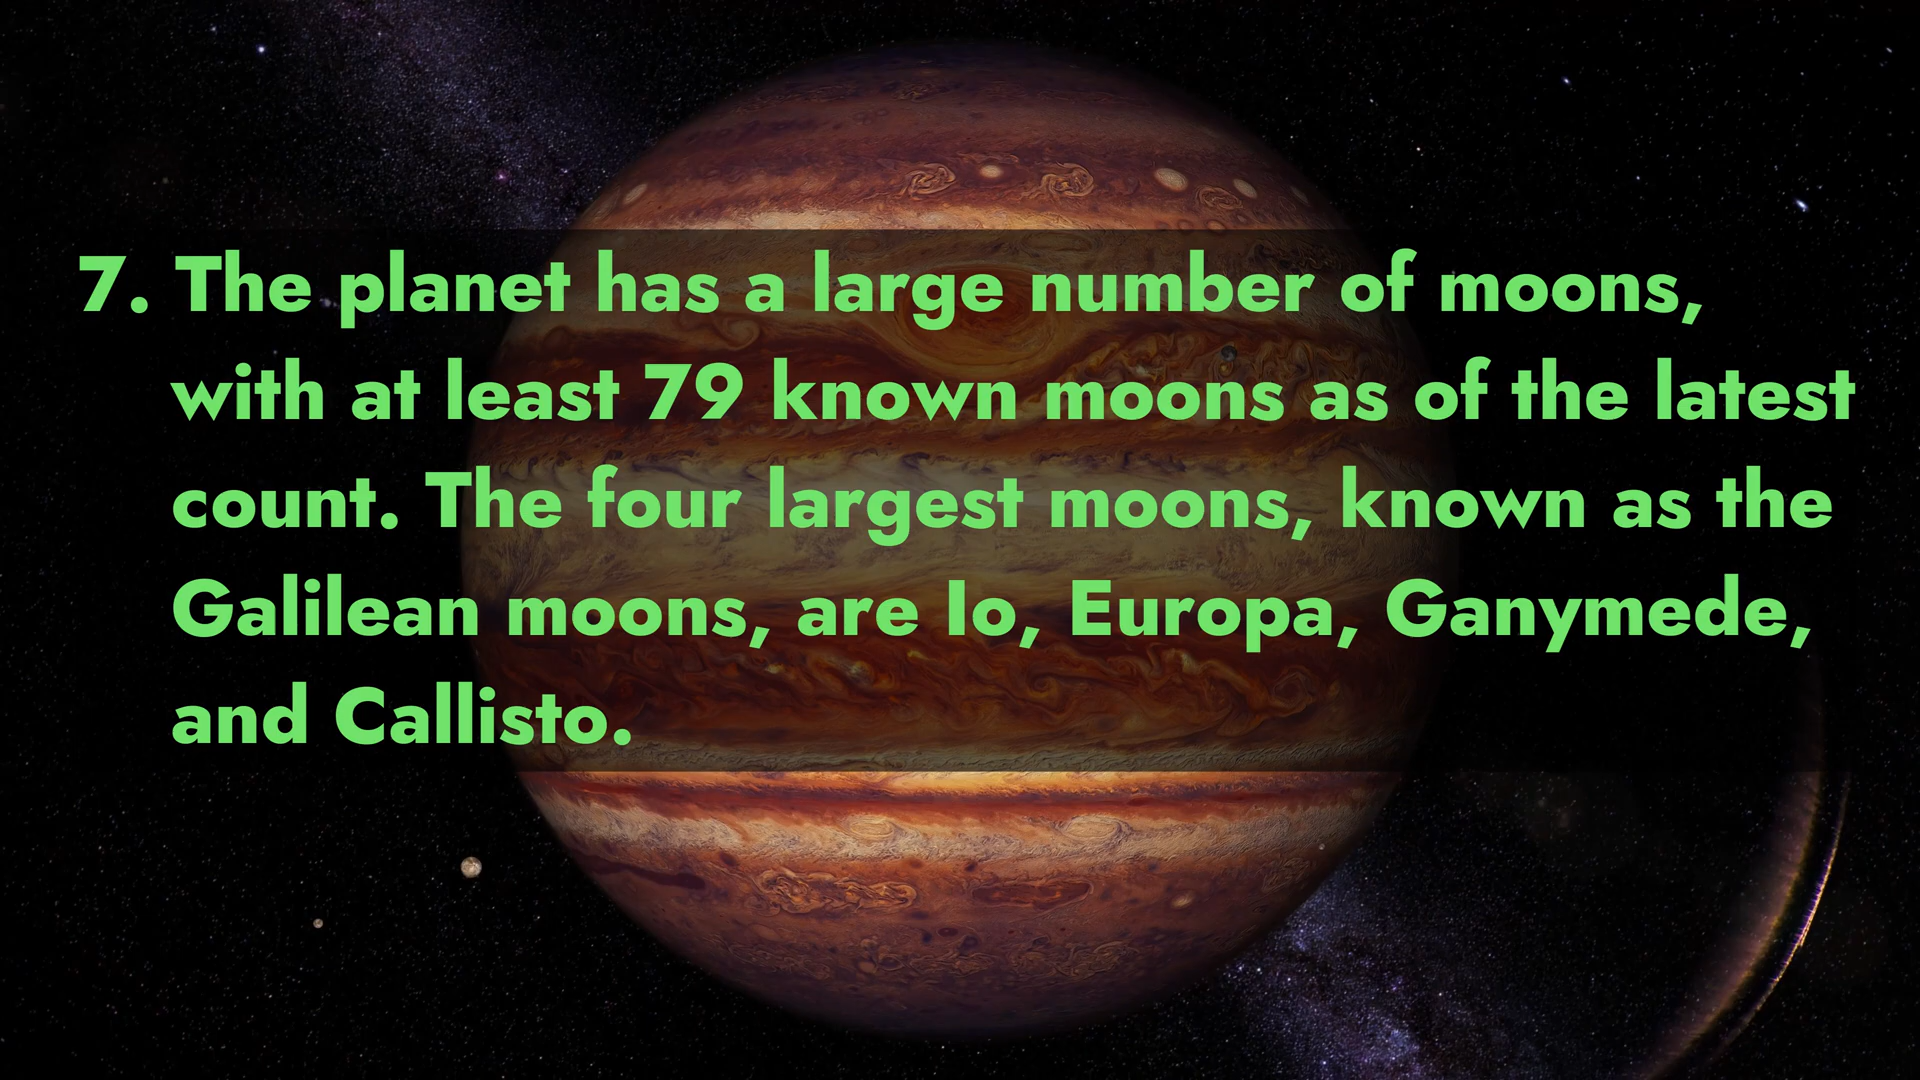 7. The planet has a large number of moons,
with at least 79 known moons as of the latest
count. The four largest moons, known as the
Galilean moons, are Io, Europa, Ganymede,
and Callisto.